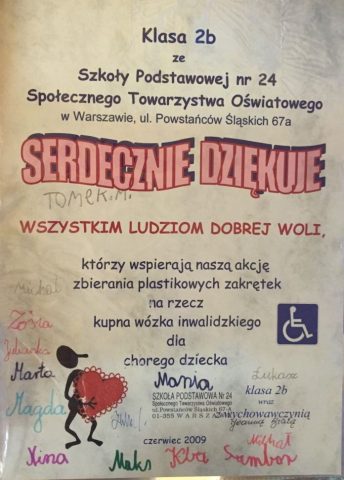 Klasa 2b
ze
Szkoły Podstawowej nr 24
Społecznego Towarzystwa Oświatowego
w Warszawie, ul. Powstańców Śląskich 67a
SERDECZNIE DZIĘKUJE
TOMEK.M.
WSZYSTKIM LUDZIOM DOBREJ WOLI,
którzy wspierają naszą akcję
zbierania plastikowych zakrętek
Michał
na rzecz
Zosia
kupna wózka inwalidzkiego
Julianka
dla
Marta
chorego dziecka
Łukasz
Magda
Marysia
SZKOŁA PODSTAWOWA Nr 24
Społecznego Towarzystwa Oświatowego
ul. Powstańców Śląskich 67-A
01-355 WARSZAWA
klasa 2b
wraz
z wychowawczynią
Joanna
czerwiec 2009
Michał
Nina
Maks
Kuba
Sambor